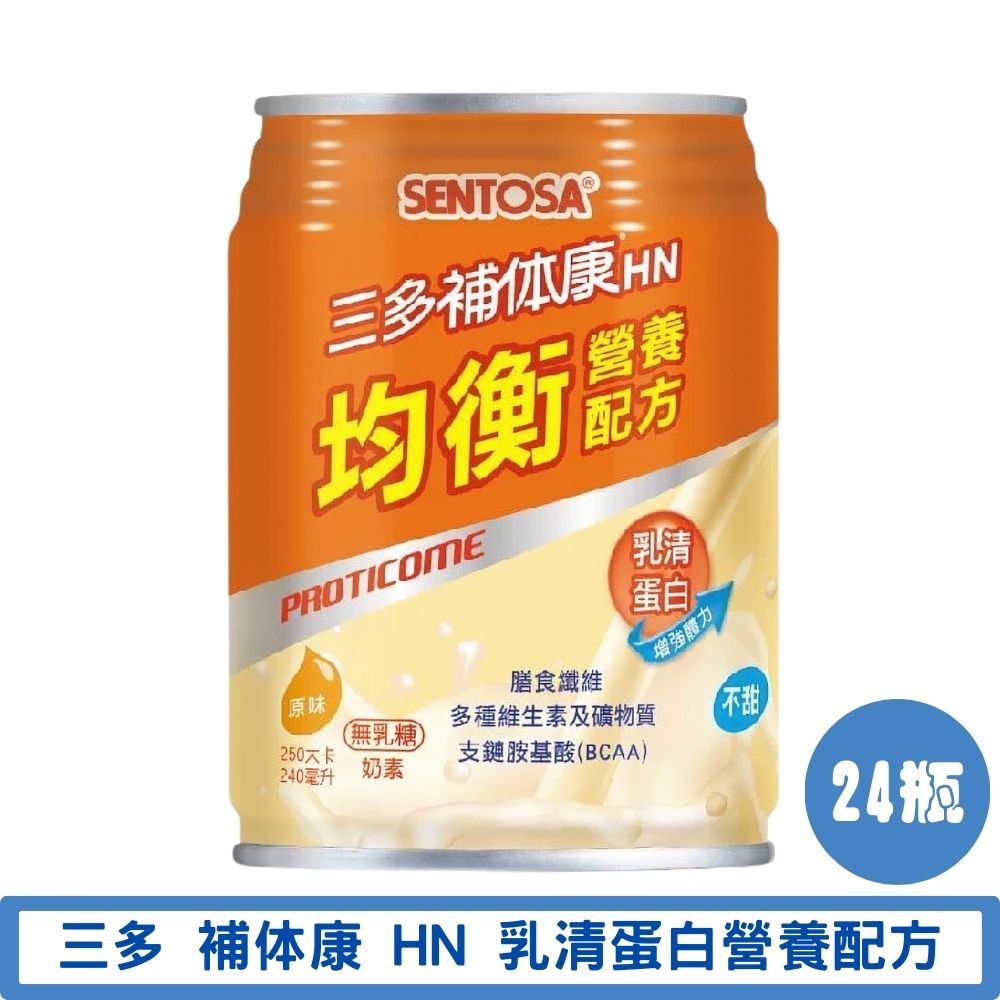 SENTOSA®
三多補体康HN
均衡 營養配方
PROTICOME
乳清
蛋白
增強體力
膳食纖維
多種維生素及礦物質
支鏈胺基酸(BCAA)
不甜
原味
無乳糖
250大卡
240毫升
奶素
24瓶
三多 補体康 HN 乳清蛋白營養配方